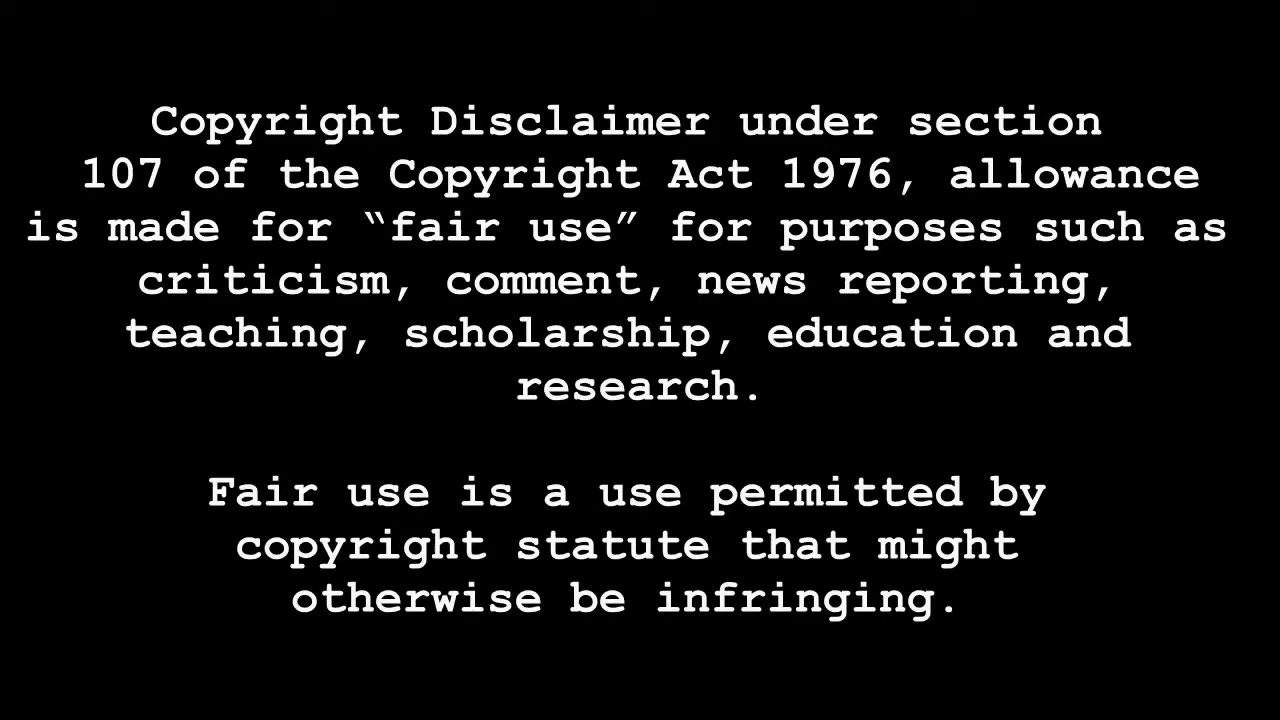 Copyright Disclaimer under section
107 of the Copyright Act 1976, allowance
is made for “fair use” for purposes such as
criticism, comment, news reporting,
teaching, scholarship, education and
research.
Fair use is a use permitted by
copyright statute that might
otherwise be infringing.